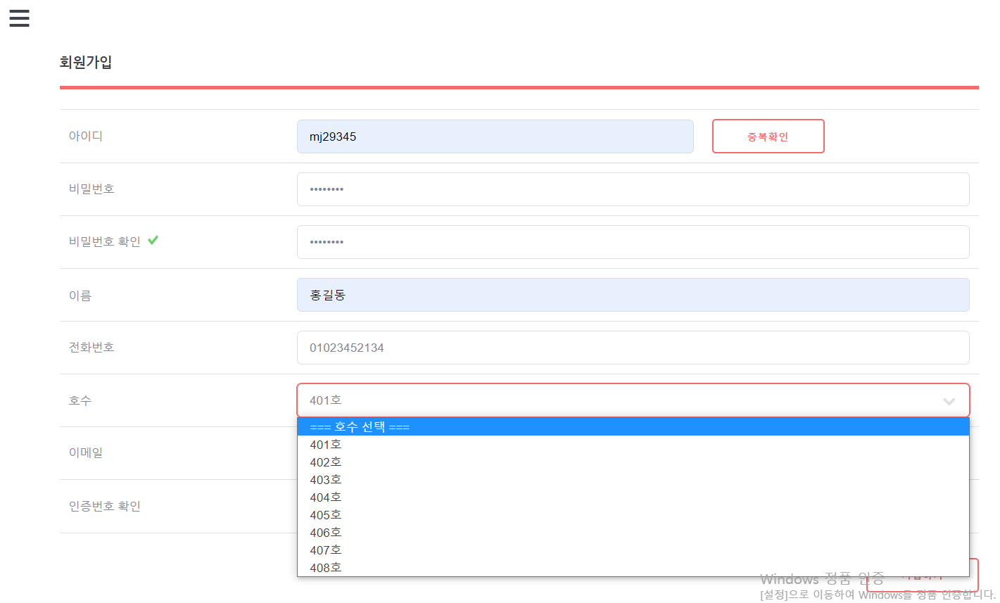 회원가입
아이디 mj29345 중복확인
비밀번호 ••••••••
비밀번호 확인 ••••••••
이름 홍길동
전화번호 01023452134
호수 401호
=== 호수 선택 ===
401호
이메일
402호
403호
404호
인증번호 확인
405호
406호
407호
408호
Windows 정품 인증
[설정]으로 이동하여 Windows를 정품 인증합니다.